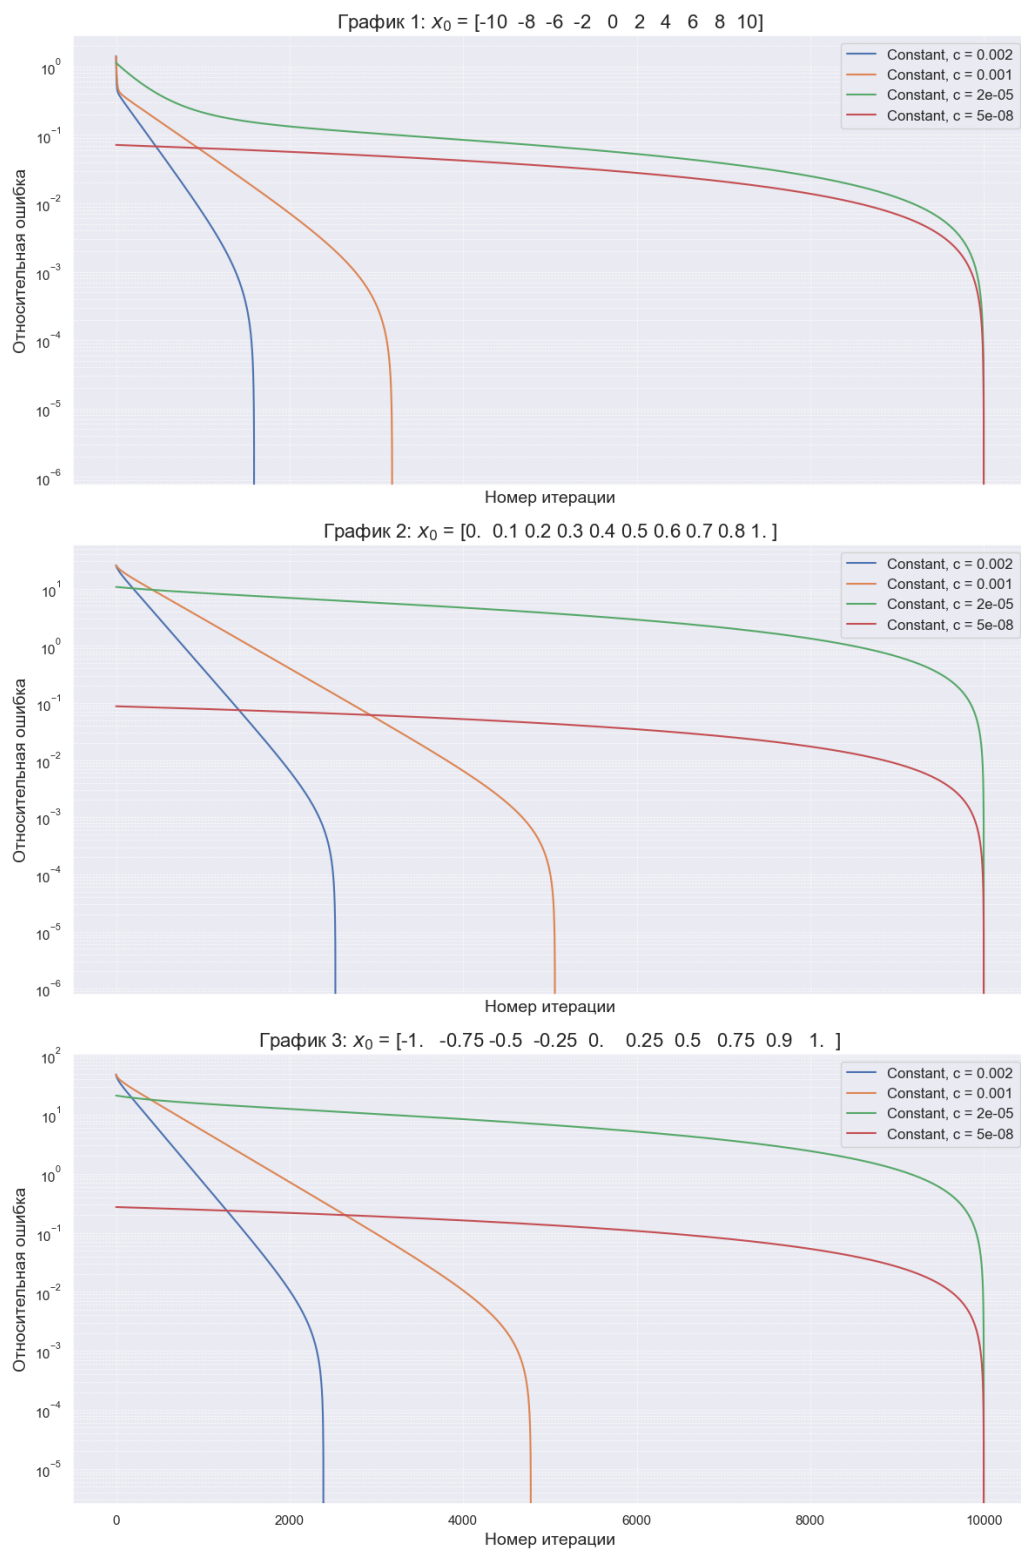 График 1: x₀ = [-10 -8 -6 -2 0 2 4 6 8 10]
Constant, c = 0.002
Constant, c = 0.001
Constant, c = 2e-05
Constant, c = 5e-08
Относительная ошибка
10⁰
10⁻¹
10⁻²
10⁻³
10⁻⁴
10⁻⁵
10⁻⁶
Номер итерации
График 2: x₀ = [0. 0.1 0.2 0.3 0.4 0.5 0.6 0.7 0.8 1. ]
Constant, c = 0.002
Constant, c = 0.001
Constant, c = 2e-05
Constant, c = 5e-08
Относительная ошибка
10¹
10⁰
10⁻¹
10⁻²
10⁻³
10⁻⁴
10⁻⁵
10⁻⁶
Номер итерации
График 3: x₀ = [-1. -0.75 -0.5 -0.25 0. 0.25 0.5 0.75 0.9 1. ]
Constant, c = 0.002
Constant, c = 0.001
Constant, c = 2e-05
Constant, c = 5e-08
Относительная ошибка
10²
10¹
10⁰
10⁻¹
10⁻²
10⁻³
10⁻⁴
10⁻⁵
0 2000 4000 6000 8000 10000
Номер итерации